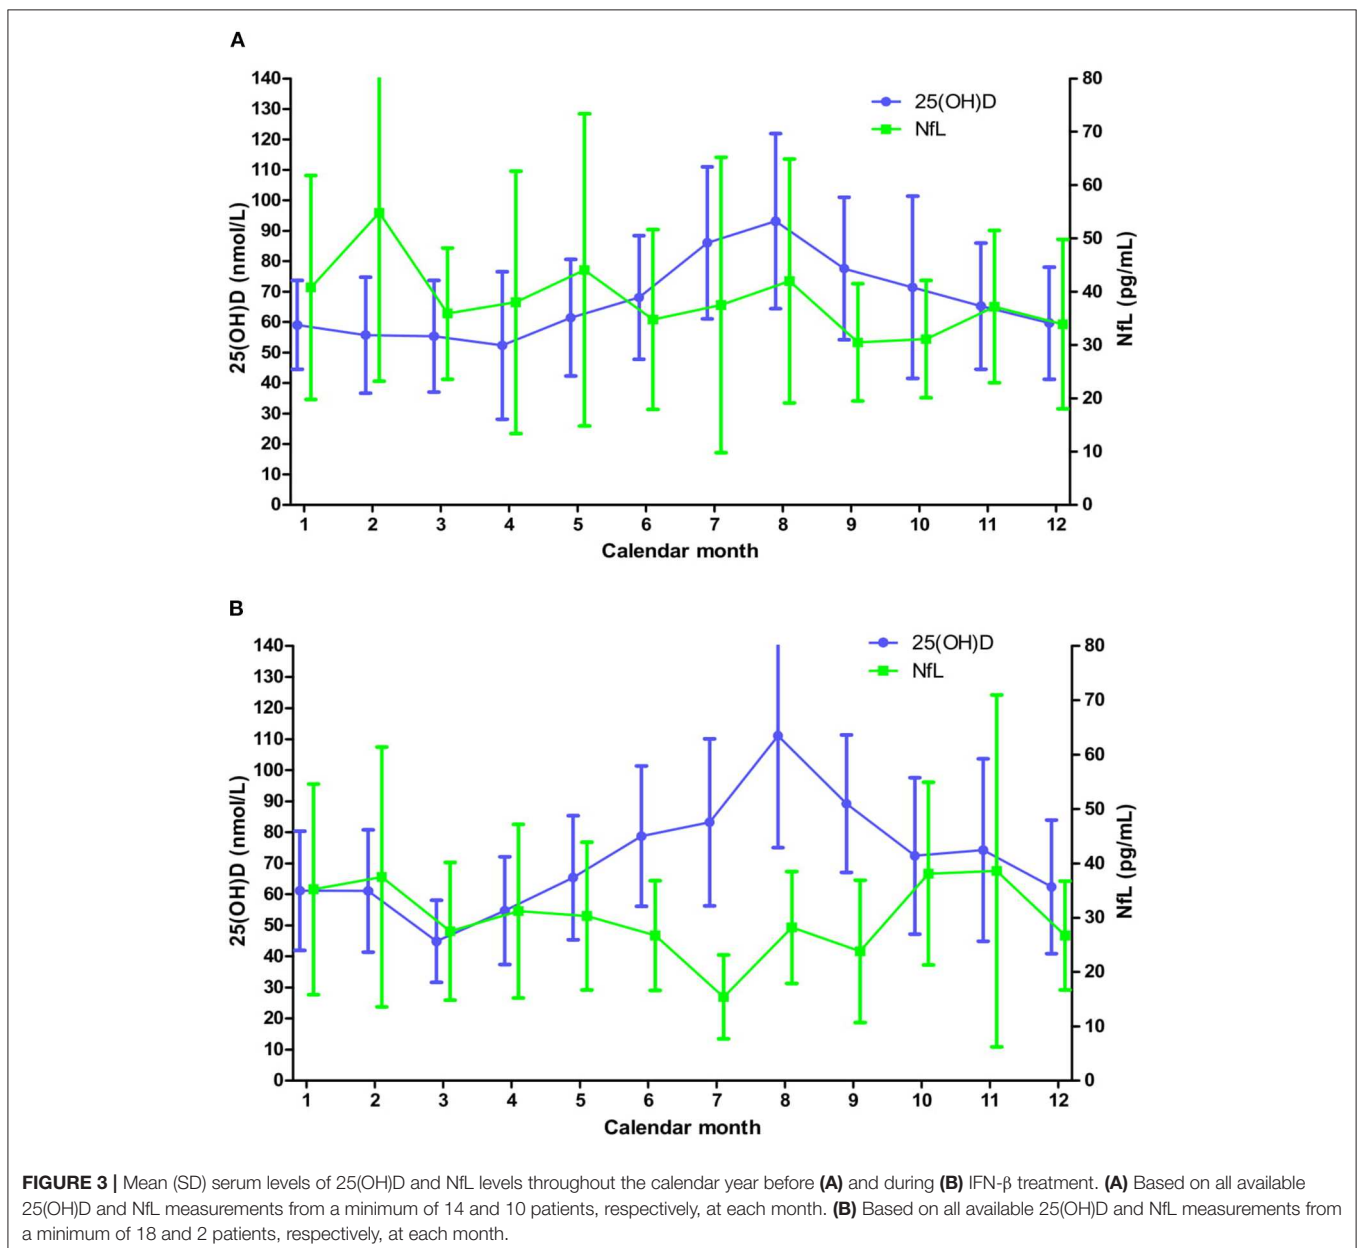 A
140
130
120
110
100
90
80
70
60
50
40
30
20
10
0
25(OH)D (nmol/L)
80
70
60
50
40
30
20
10
0
NfL (pg/mL)
25(OH)D
NfL
1 2 3 4 5 6 7 8 9 10 11 12
Calendar month
B
140
130
120
110
100
90
80
70
60
50
40
30
20
10
0
25(OH)D (nmol/L)
80
70
60
50
40
30
20
10
0
NfL (pg/mL)
25(OH)D
NfL
1 2 3 4 5 6 7 8 9 10 11 12
Calendar month
FIGURE 3 | Mean (SD) serum levels of 25(OH)D and NfL levels throughout the calendar year before (A) and during (B) IFN-β treatment. (A) Based on all available
25(OH)D and NfL measurements from a minimum of 14 and 10 patients, respectively, at each month. (B) Based on all available 25(OH)D and NfL measurements from
a minimum of 18 and 2 patients, respectively, at each month.